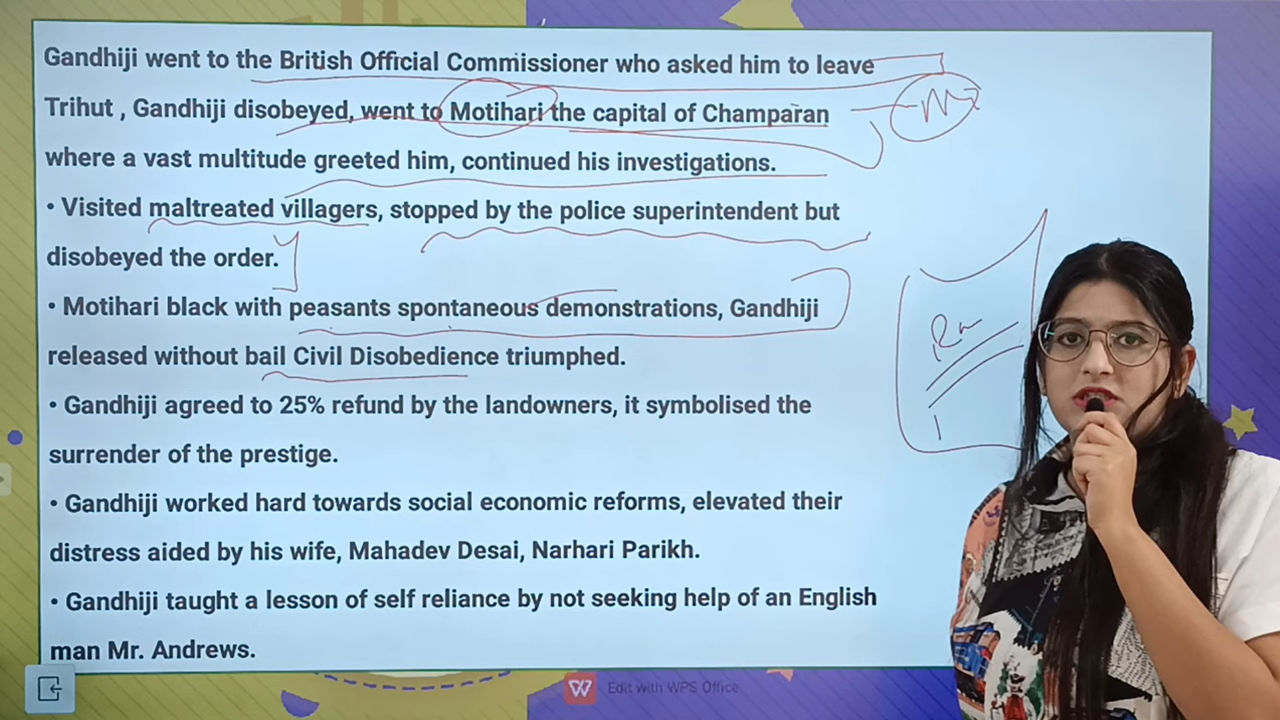 Gandhiji went to the British Official Commissioner who asked him to leave
Trihut , Gandhiji disobeyed, went to Motihari the capital of Champaran
where a vast multitude greeted him, continued his investigations.
• Visited maltreated villagers, stopped by the police superintendent but
disobeyed the order.
• Motihari black with peasants spontaneous demonstrations, Gandhiji
released without bail Civil Disobedience triumphed.
• Gandhiji agreed to 25% refund by the landowners, it symbolised the
surrender of the prestige.
• Gandhiji worked hard towards social economic reforms, elevated their
distress aided by his wife, Mahadev Desai, Narhari Parikh.
• Gandhiji taught a lesson of self reliance by not seeking help of an English
man Mr. Andrews.
Edit with WPS Office